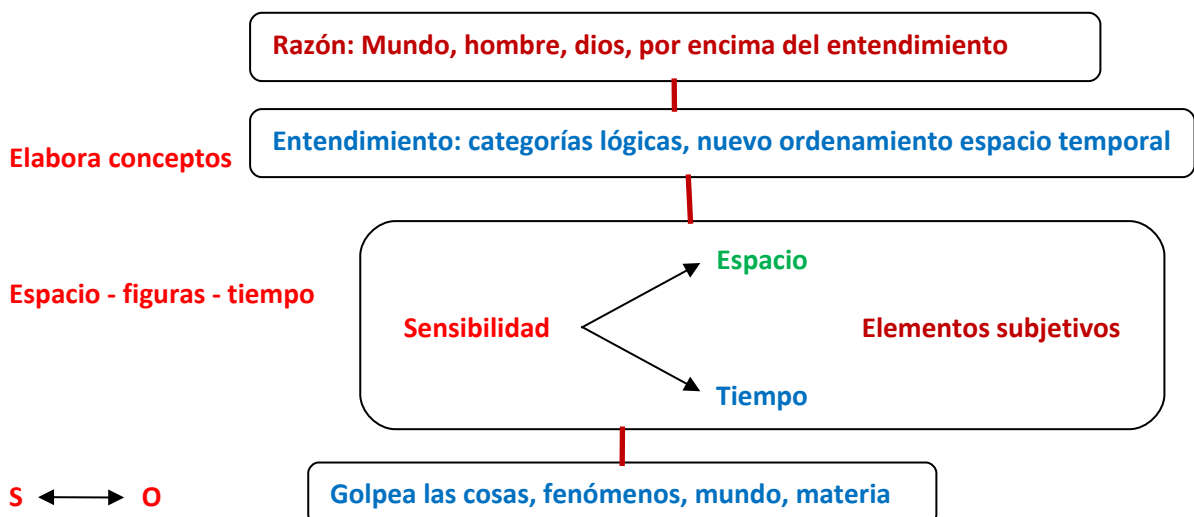 Razón: Mundo, hombre, dios, por encima del entendimiento
Entendimiento: categorías lógicas, nuevo ordenamiento espacio temporal
Elabora conceptos
Espacio
Espacio - figuras - tiempo
Sensibilidad
Elementos subjetivos
Tiempo
Golpea las cosas, fenómenos, mundo, materia
S O